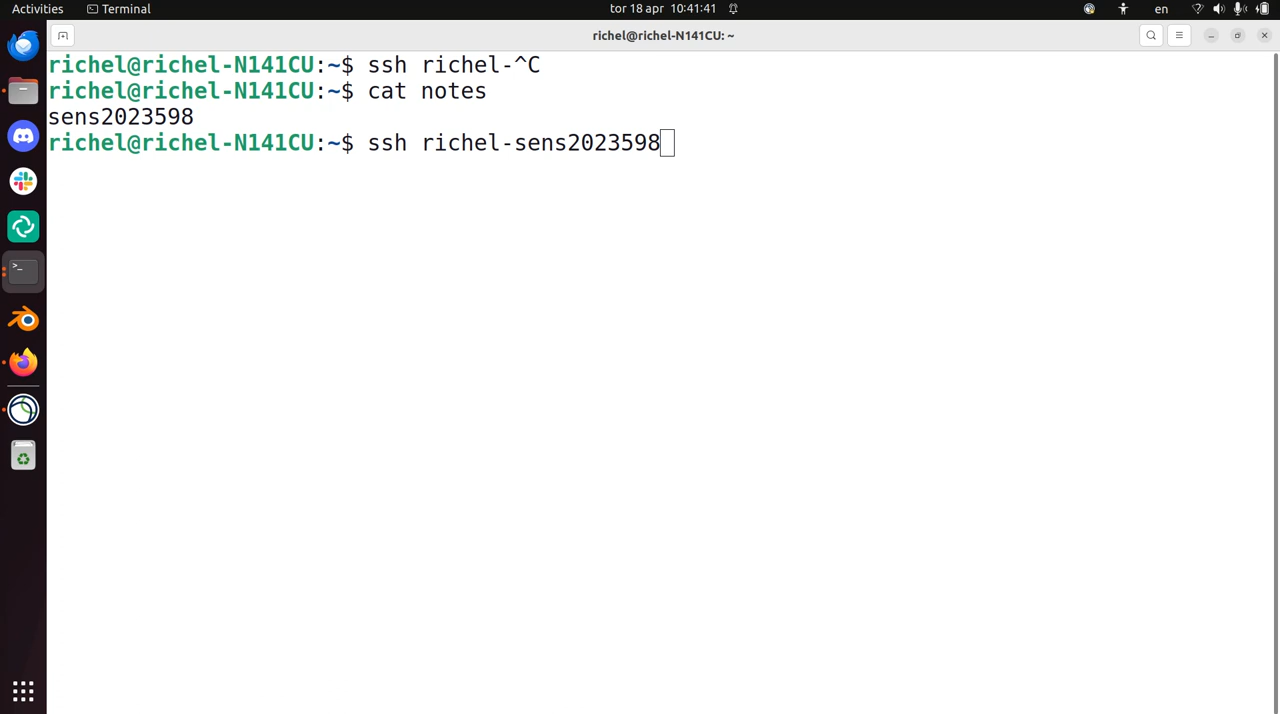 Activities Terminal tor 18 apr 10:41:41 en
richel@richel-N141CU: ~
richel@richel-N141CU:~$ ssh richel-^C
richel@richel-N141CU:~$ cat notes
sens2023598
richel@richel-N141CU:~$ ssh richel-sens2023598